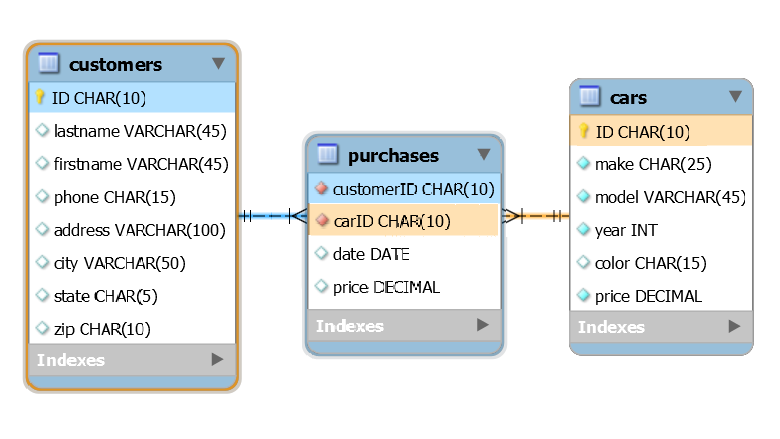 customers
ID CHAR(10)
lastname VARCHAR(45)
firstname VARCHAR(45)
phone CHAR(15)
address VARCHAR(100)
city VARCHAR(50)
state CHAR(5)
zip CHAR(10)
Indexes
purchases
customerID CHAR(10)
carID CHAR(10)
date DATE
price DECIMAL
Indexes
cars
ID CHAR(10)
make CHAR(25)
model VARCHAR(45)
year INT
color CHAR(15)
price DECIMAL
Indexes